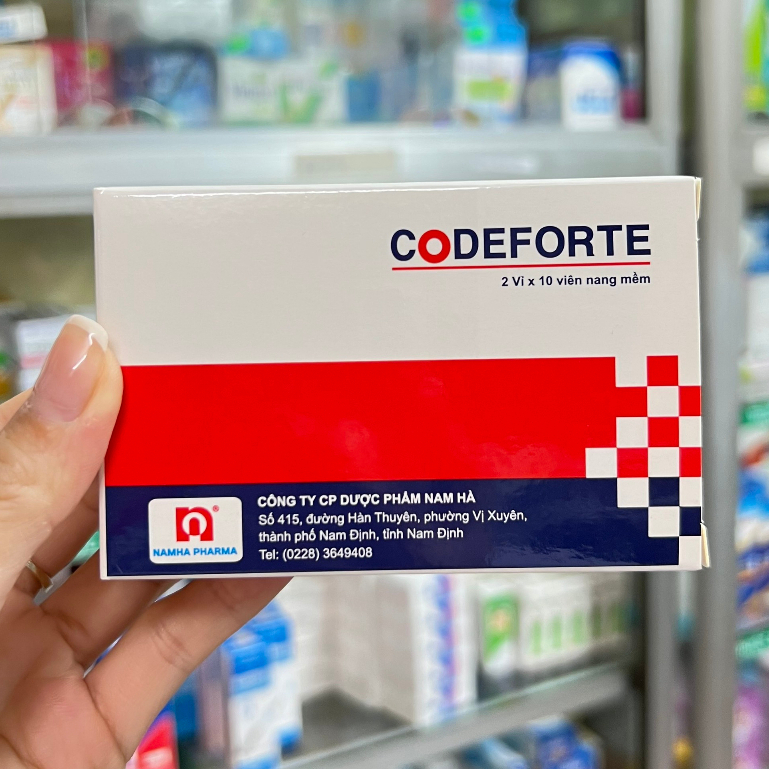 CODEFORTE
2 Vỉ x 10 viên nang mềm
CÔNG TY CP DƯỢC PHẨM NAM HÀ
Số 415, đường Hàn Thuyên, phường Vị Xuyên,
thành phố Nam Định, tỉnh Nam Định
Tel: (0228) 3649408
n®
NAMHA PHARMA